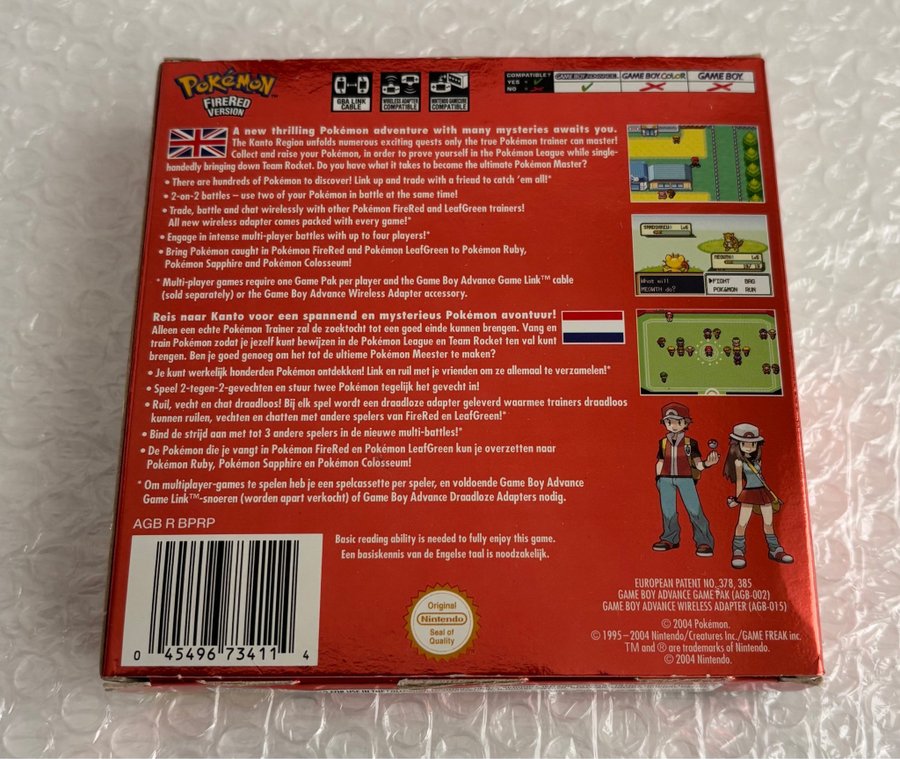 POKéMON
FIRERED
VERSION
GBA LINK
CABLE
WIRELESS ADAPTER
COMPATIBLE
NINTENDO GAMECUBE
COMPATIBLE
COMPATIBLE?
YES =
NO =
GAME BOY ADVANCE
GAME BOY COLOR
GAME BOY
A new thrilling Pokémon adventure with many mysteries awaits you.
The Kanto Region unfolds numerous exciting quests only the true Pokémon trainer can master!
Collect and raise your Pokémon, in order to prove yourself in the Pokémon League while single-
handedly bringing down Team Rocket. Do you have what it takes to become the ultimate Pokémon Master?
• There are hundreds of Pokémon to discover! Link up and trade with a friend to catch 'em all!*
• 2-on-2 battles – use two of your Pokémon in battle at the same time!
• Trade, battle and chat wirelessly with other Pokémon FireRed and LeafGreen trainers!
All new wireless adapter comes packed with every game!*
• Engage in intense multi-player battles with up to four players!*
• Bring Pokémon caught in Pokémon FireRed and Pokémon LeafGreen to Pokémon Ruby,
Pokémon Sapphire and Pokémon Colosseum!
* Multi-player games require one Game Pak per player and the Game Boy Advance Game Link™ cable
(sold separately) or the Game Boy Advance Wireless Adapter accessory.
SANDSHREW
MEOWTH
What will
MEOWTH do?
FIGHT BAG
POKéMON RUN
Reis naar Kanto voor een spannend en mysterieus Pokémon avontuur!
Alleen een echte Pokémon Trainer zal de zoektocht tot een goed einde kunnen brengen. Vang en
train Pokémon zodat je jezelf kunt bewijzen in de Pokémon League en Team Rocket ten val kunt
brengen. Ben je goed genoeg om het tot de ultieme Pokémon Meester te maken?
• Je kunt werkelijk honderden Pokémon ontdekken! Link en ruil met je vrienden om ze allemaal te verzamelen!*
• Speel 2-tegen-2-gevechten en stuur twee Pokémon tegelijk het gevecht in!
• Ruil, vecht en chat draadloos! Bij elk spel wordt een draadloze adapter geleverd waarmee trainers draadloos
kunnen ruilen, vechten en chatten met andere spelers van FireRed en LeafGreen!*
• Bind de strijd aan met tot 3 andere spelers in de nieuwe multi-battles!*
• De Pokémon die je vangt in Pokémon FireRed en Pokémon LeafGreen kun je overzetten naar
Pokémon Ruby, Pokémon Sapphire en Pokémon Colosseum!
* Om multiplayer-games te spelen heb je een spelcassette per speler, en voldoende Game Boy Advance
Game Link™-snoeren (worden apart verkocht) of Game Boy Advance Draadloze Adapters nodig.
AGB R BPRP
Basic reading ability is needed to fully enjoy this game.
Een basiskennis van de Engelse taal is noodzakelijk.
0 45496 73411 4
Original
Nintendo
Seal of
Quality
EUROPEAN PATENT NO. 378, 385
GAME BOY ADVANCE GAME PAK (AGB-002)
GAME BOY ADVANCE WIRELESS ADAPTER (AGB-015)
© 2004 Pokémon.
© 1995–2004 Nintendo/Creatures Inc./GAME FREAK inc.
TM and ® are trademarks of Nintendo.
© 2004 Nintendo.